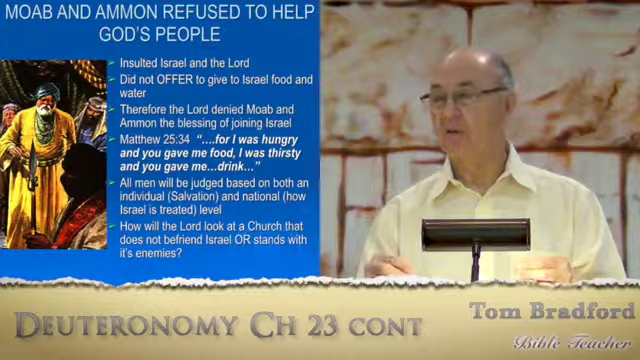 MOAB AND AMMON REFUSED TO HELP
GOD'S PEOPLE
Insulted Israel and the Lord
Did not OFFER to give to Israel food and
water
Therefore the Lord denied Moab and
Ammon the blessing of joining Israel
Matthew 25:34 "....for I was hungry
and you gave me food, I was thirsty
and you gave me...drink..."
All men will be judged based on both an
individual (Salvation) and national (how
Israel is treated) level
How will the Lord look at a Church that
does not befriend Israel OR stands with
it's enemies?
Tom Bradford
DEUTERONOMY CH 23 CONT
Bible Teacher